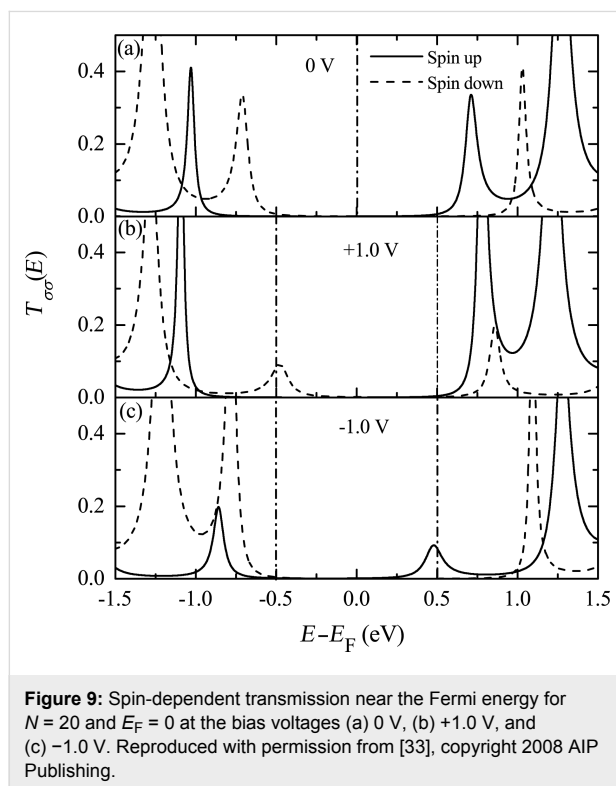 (a)
0 V
Spin up
Spin down
0.4
0.2
0.0
(b)
+1.0 V
0.4
0.2
0.0
(c)
-1.0 V
0.4
0.2
0.0
Tσσ(E)
-1.5 -1.0 -0.5 0.0 0.5 1.0 1.5
E–EF (eV)
Figure 9: Spin-dependent transmission near the Fermi energy for
N = 20 and EF = 0 at the bias voltages (a) 0 V, (b) +1.0 V, and
(c) −1.0 V. Reproduced with permission from [33], copyright 2008 AIP
Publishing.